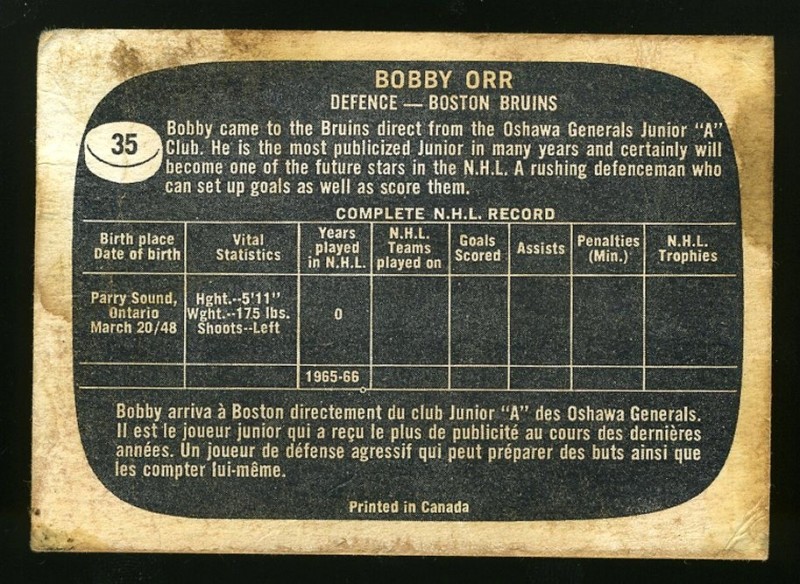 BOBBY ORR
DEFENCE — BOSTON BRUINS
35
Bobby came to the Bruins direct from the Oshawa Generals Junior "A"
Club. He is the most publicized Junior in many years and certainly will
become one of the future stars in the N.H.L. A rushing defenceman who
can set up goals as well as score them.
COMPLETE N.H.L. RECORD
Birth place
Date of birth
Vital
Statistics
Years
played
in N.H.L.
N.H.L.
Teams
played on
Goals
Scored
Assists
Penalties
(Min.)
N.H.L.
Trophies
Parry Sound,
Ontario
March 20/48
Hght.--5'11"
Wght.--175 lbs.
Shoots--Left
0
1965-66
Bobby arriva à Boston directement du club Junior "A" des Oshawa Generals.
Il est le joueur junior qui a reçu le plus de publicité au cours des dernières
années. Un joueur de défense agressif qui peut préparer des buts ainsi que
les compter lui-même.
Printed in Canada